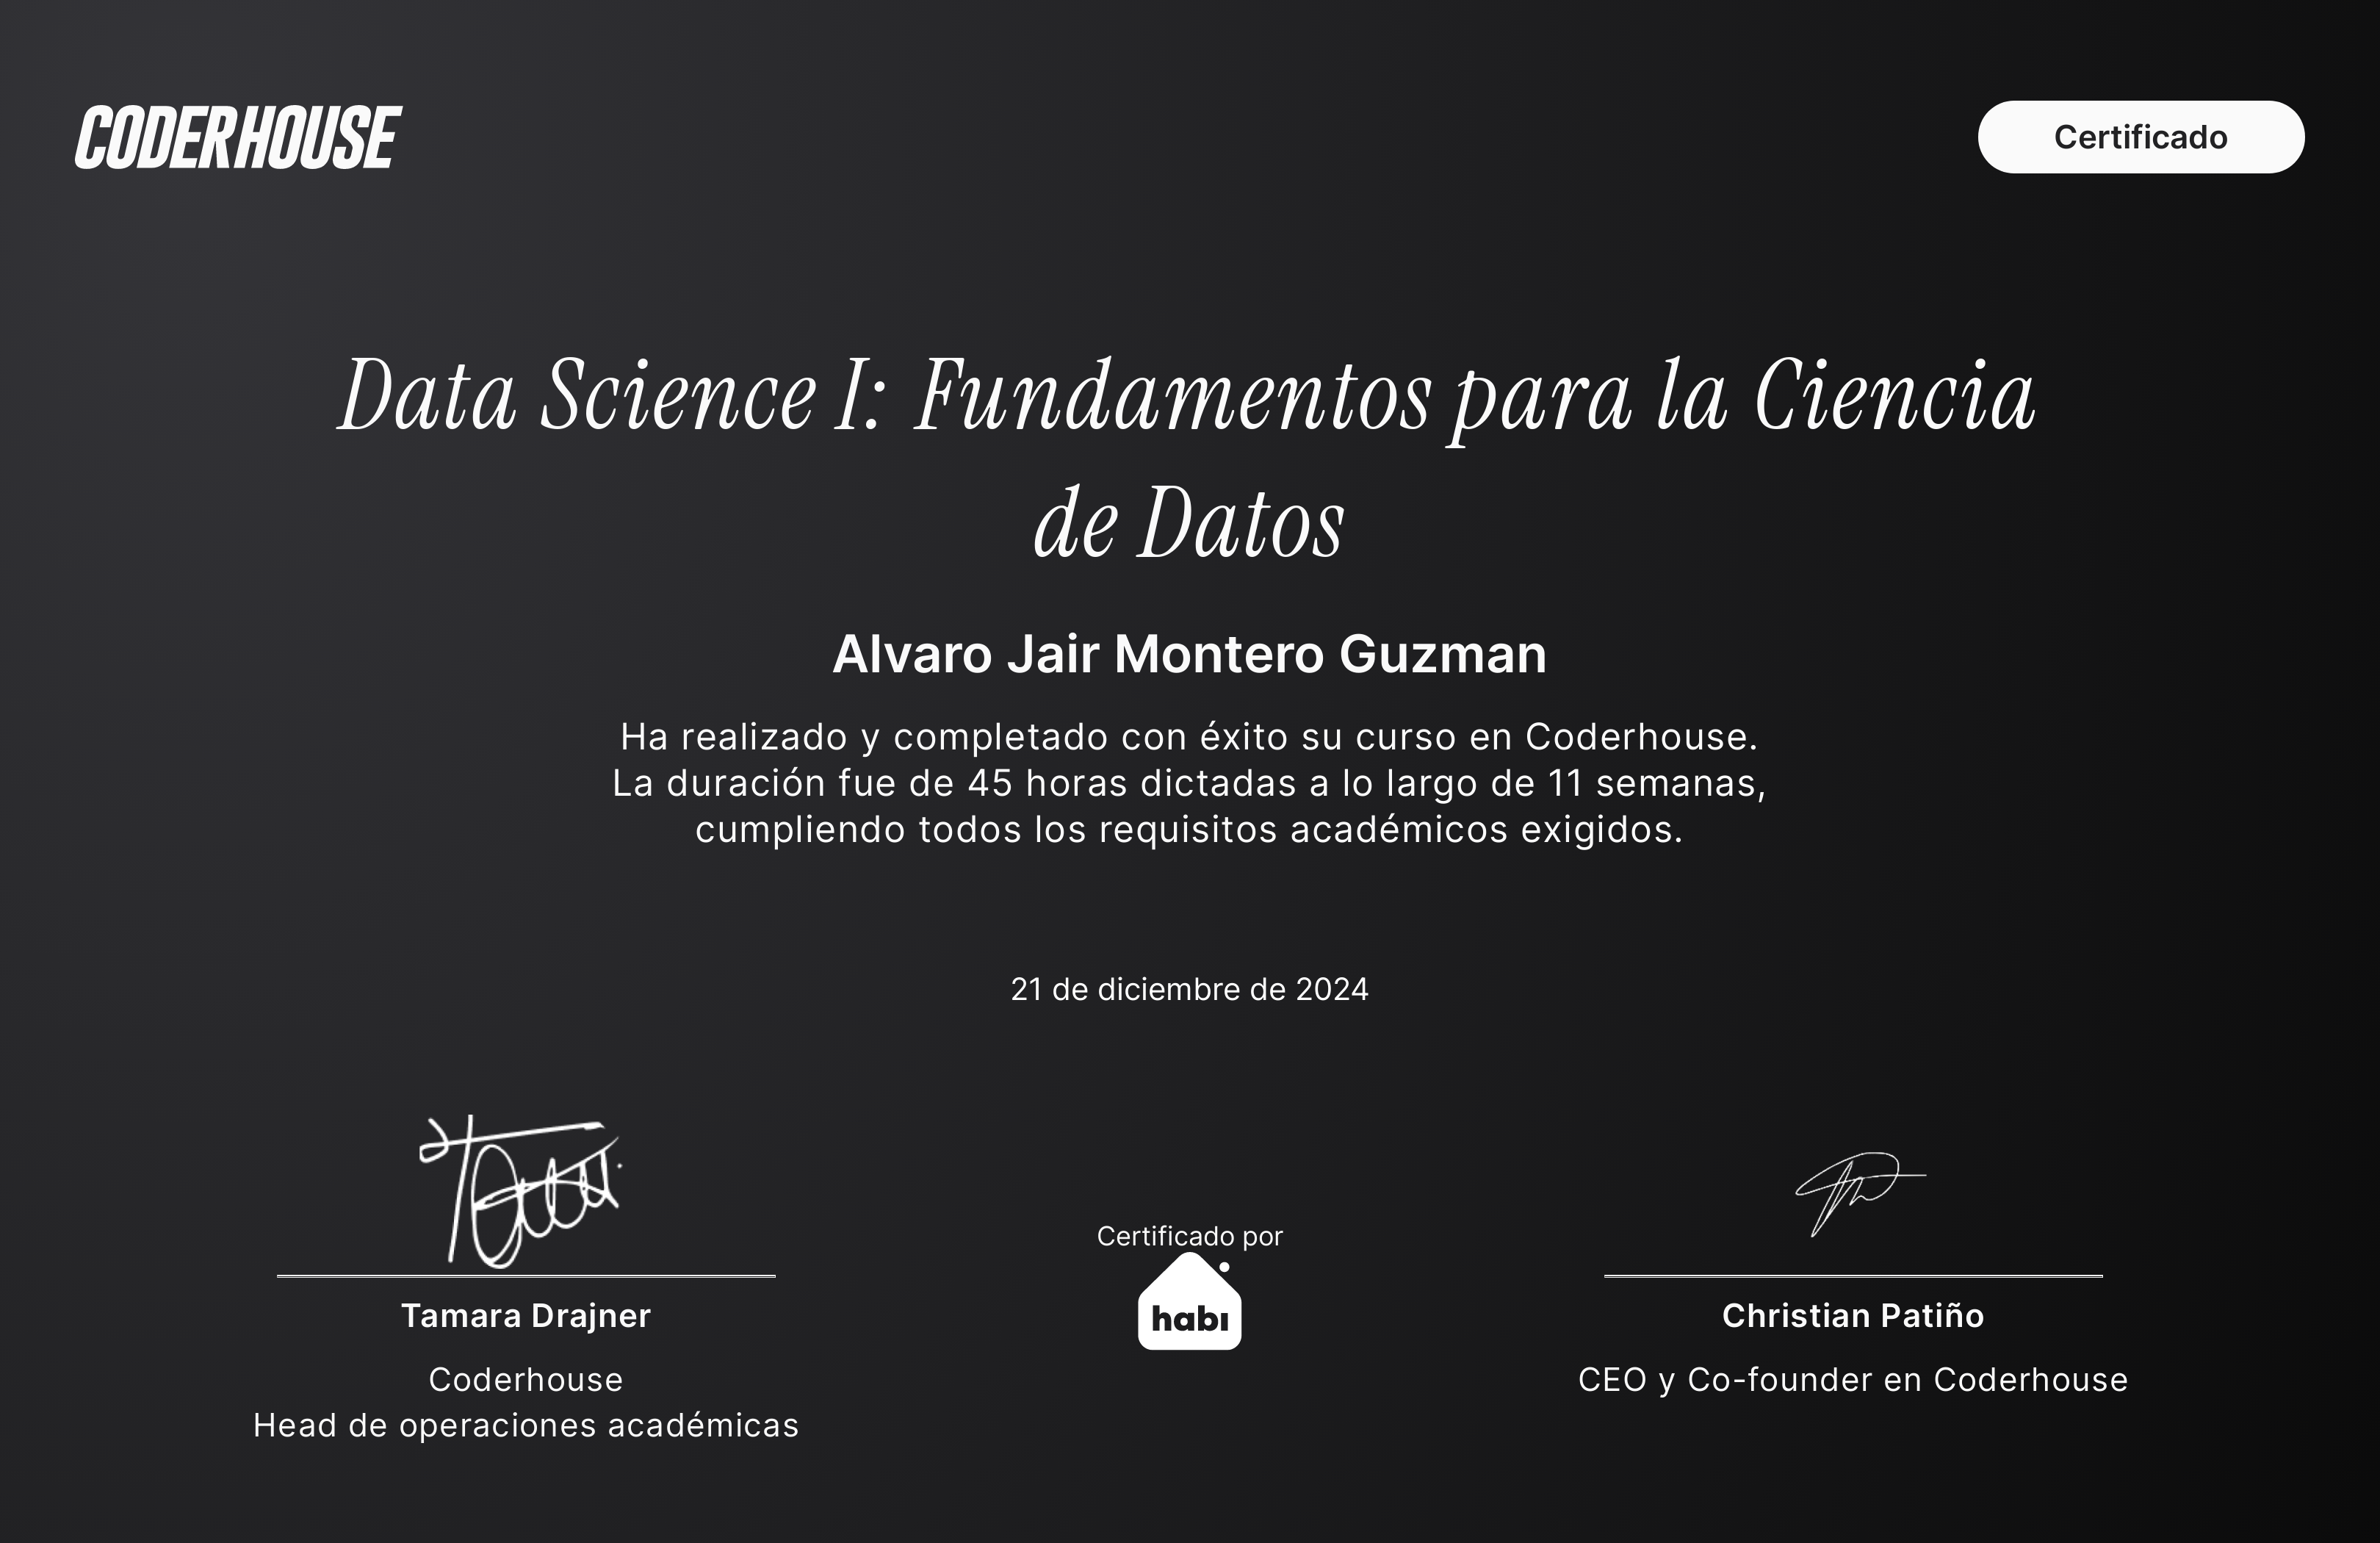 CODERHOUSE
Certificado
Data Science I: Fundamentos para la Ciencia
de Datos
Alvaro Jair Montero Guzman
Ha realizado y completado con éxito su curso en Coderhouse.
La duración fue de 45 horas dictadas a lo largo de 11 semanas,
cumpliendo todos los requisitos académicos exigidos.
21 de diciembre de 2024
Certificado por
habi
Tamara Drajner
Coderhouse
Head de operaciones académicas
Christian Patiño
CEO y Co-founder en Coderhouse